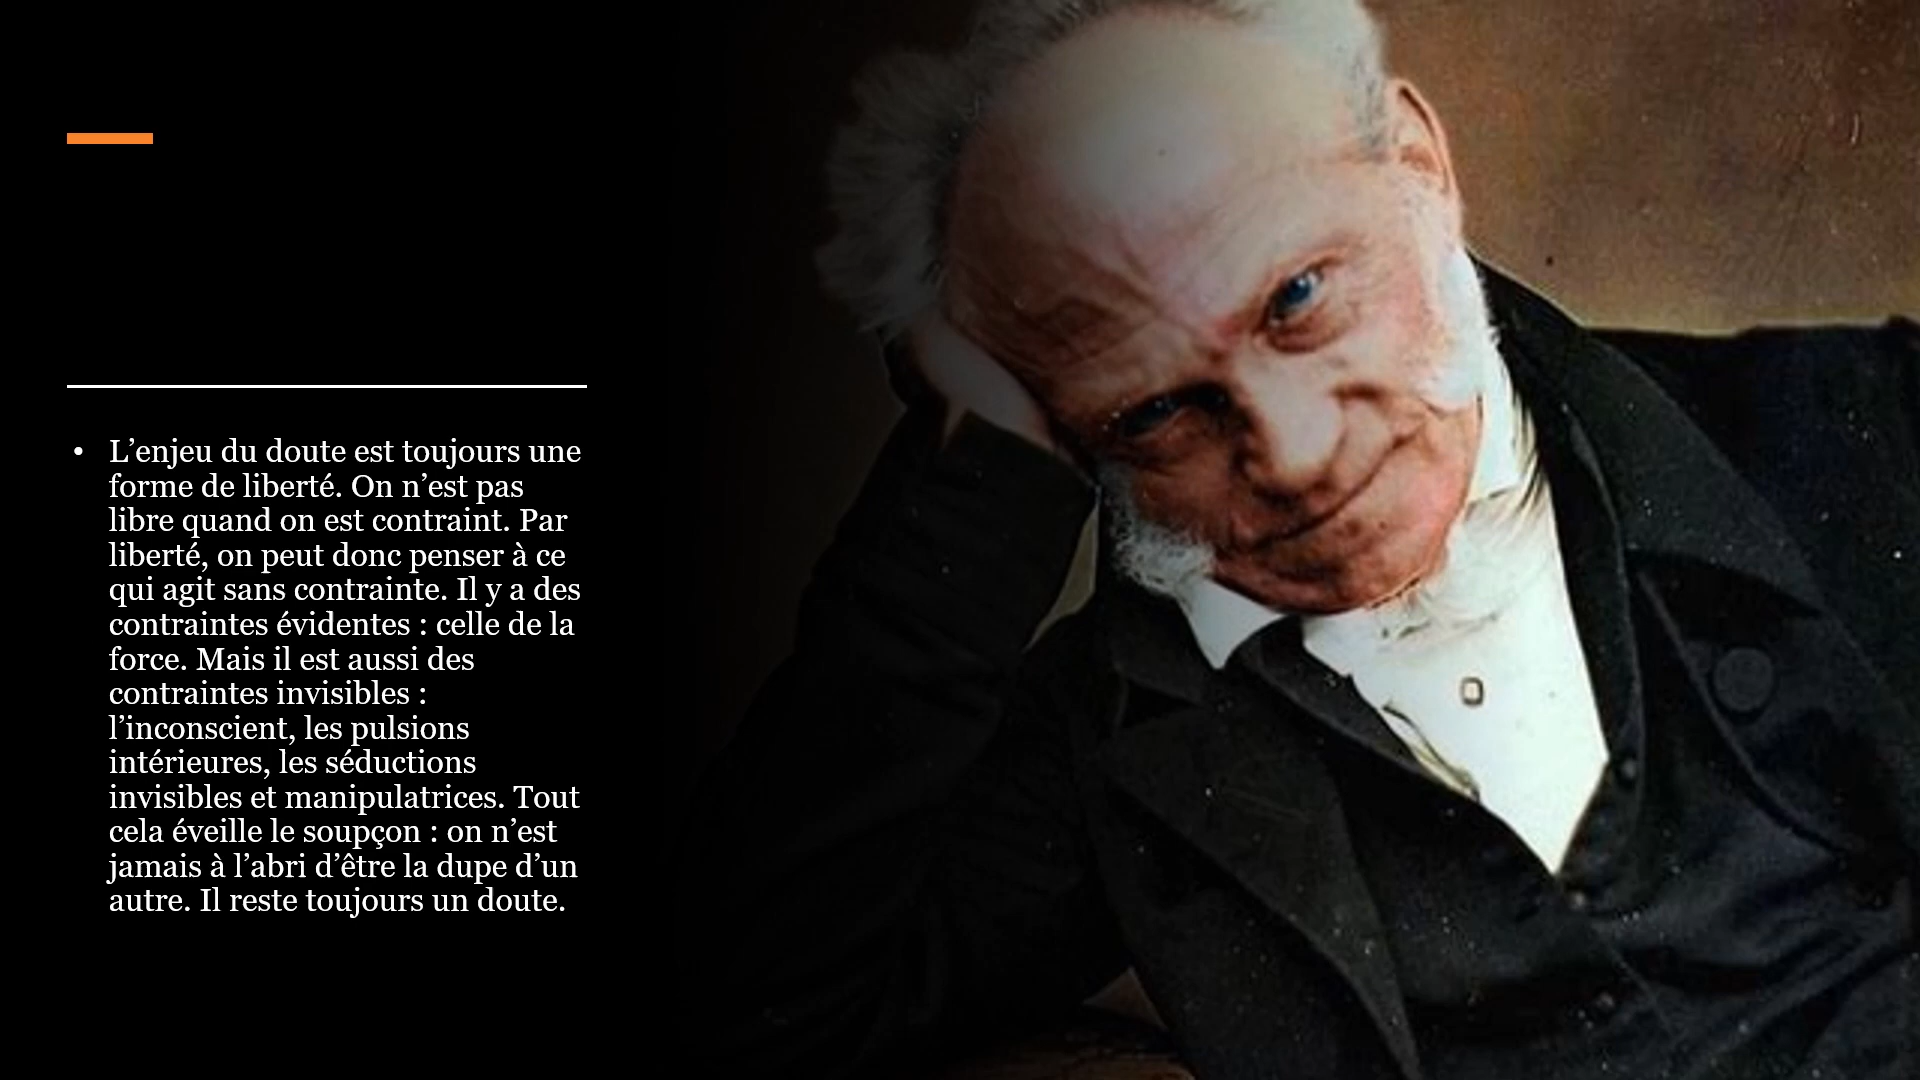 • L’enjeu du doute est toujours une
forme de liberté. On n’est pas
libre quand on est contraint. Par
liberté, on peut donc penser à ce
qui agit sans contrainte. Il y a des
contraintes évidentes : celle de la
force. Mais il est aussi des
contraintes invisibles :
l’inconscient, les pulsions
intérieures, les séductions
invisibles et manipulatrices. Tout
cela éveille le soupçon : on n’est
jamais à l’abri d’être la dupe d’un
autre. Il reste toujours un doute.